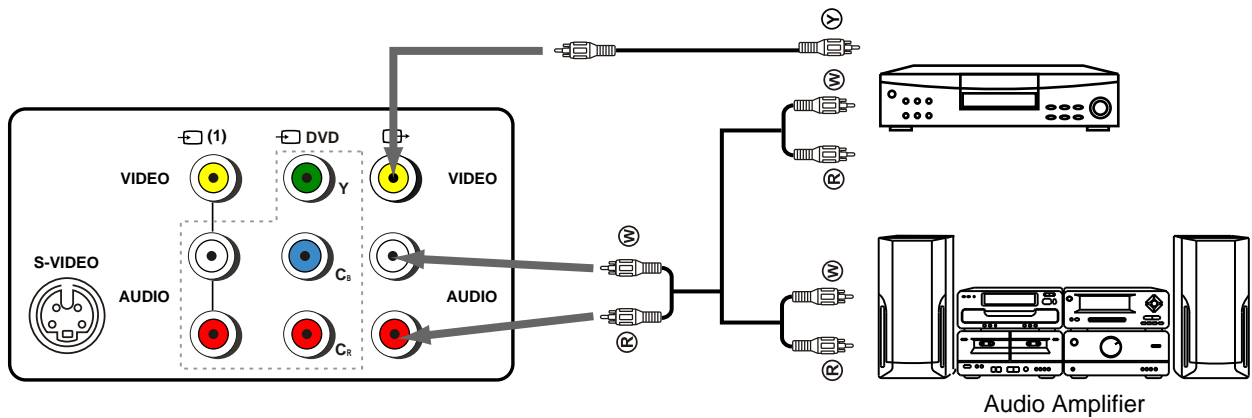 Ⓨ
(1)
DVD
Ⓦ
VIDEO
Y
VIDEO
Ⓡ
Ⓦ
S-VIDEO
CB
Ⓦ
AUDIO
AUDIO
Ⓡ
CR
Ⓡ
Audio Amplifier